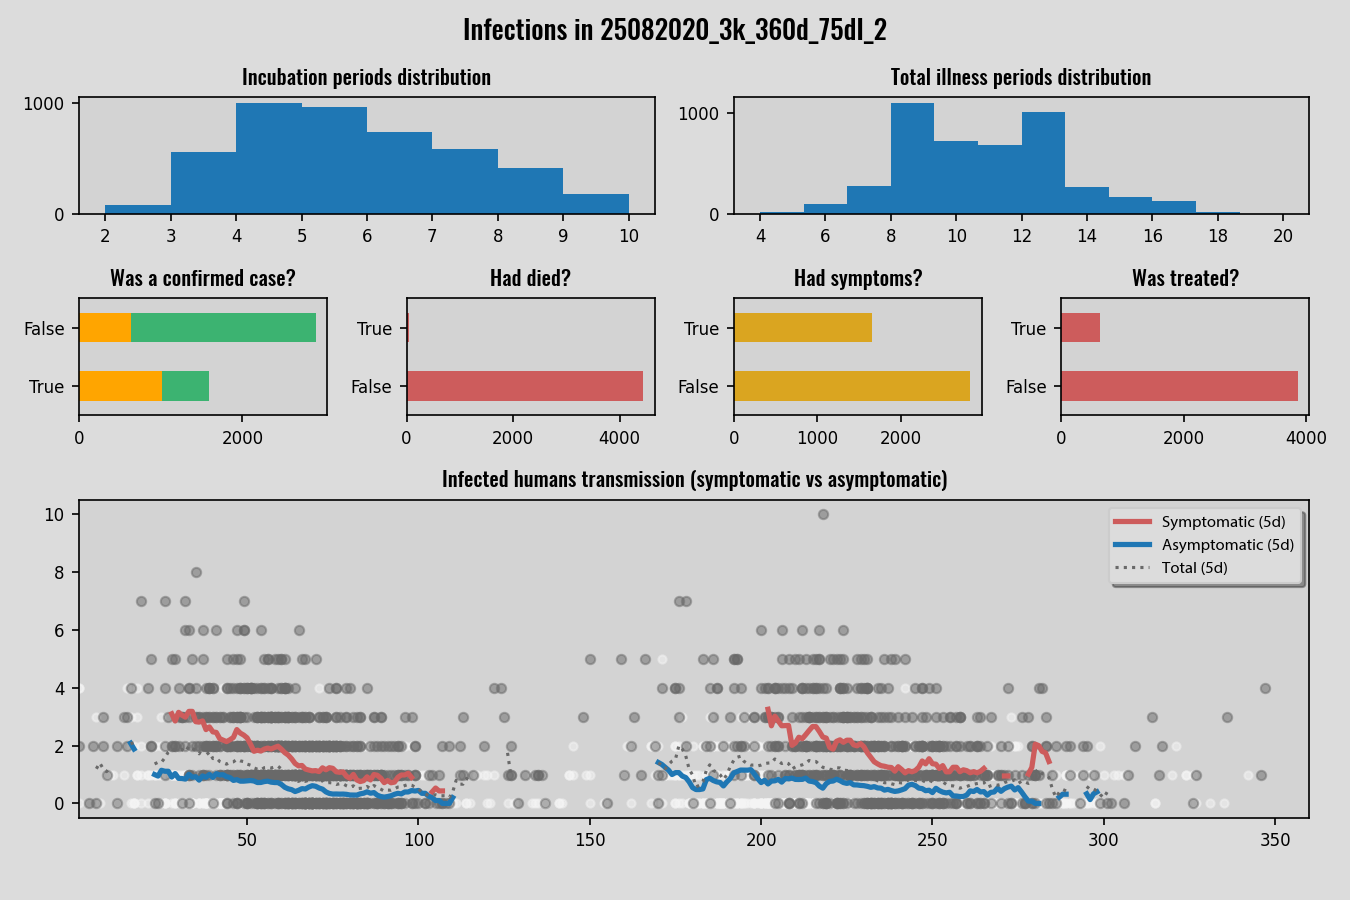 Infections in 25082020_3k_360d_75dl_2
Incubation periods distribution
Total illness periods distribution
1000
0
2 3 4 5 6 7 8 9 10
1000
0
4 6 8 10 12 14 16 18 20
Was a confirmed case?
Had died?
Had symptoms?
Was treated?
False
True
0 2000
True
False
0 2000 4000
True
False
0 1000 2000
True
False
0 2000 4000
Infected humans transmission (symptomatic vs asymptomatic)
10
8
6
4
2
0
50 100 150 200 250 300 350
Symptomatic (5d)
Asymptomatic (5d)
Total (5d)